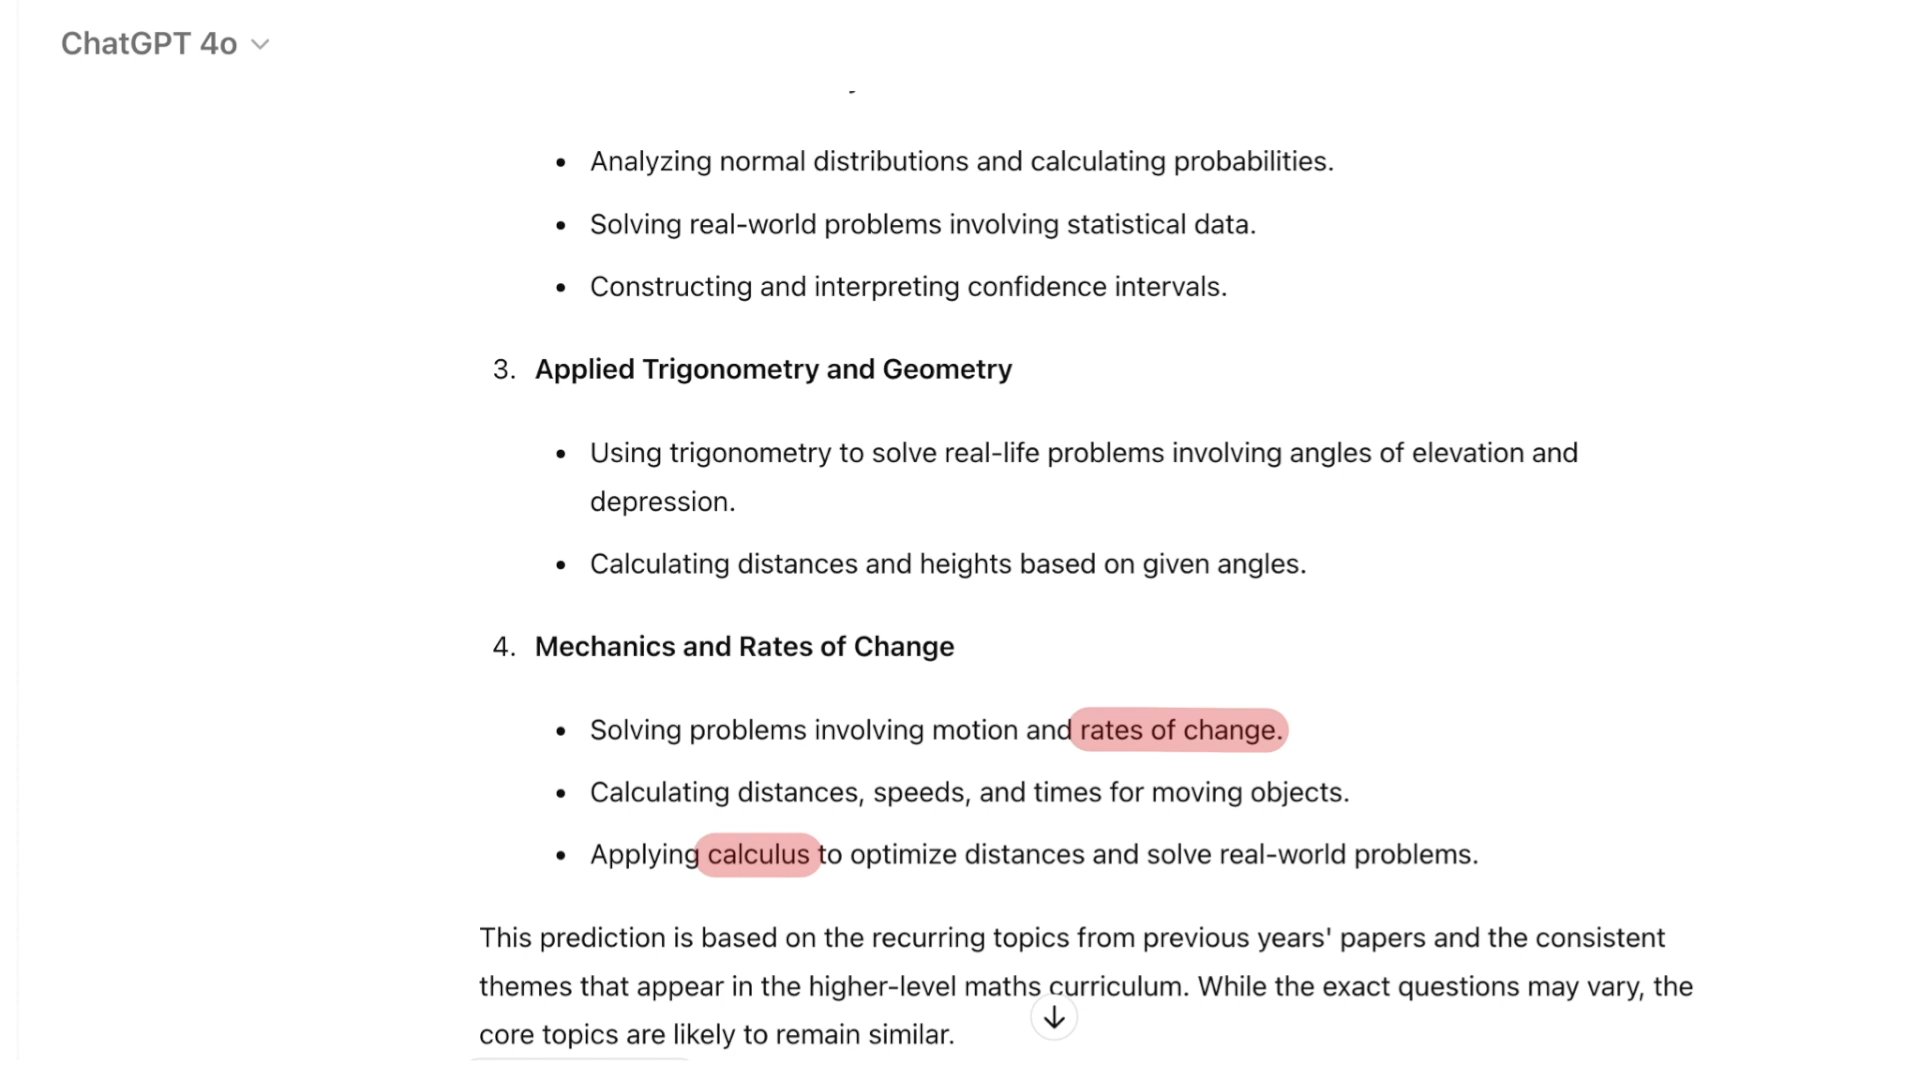 ChatGPT 4o
• Analyzing normal distributions and calculating probabilities.
• Solving real-world problems involving statistical data.
• Constructing and interpreting confidence intervals.
3. Applied Trigonometry and Geometry
• Using trigonometry to solve real-life problems involving angles of elevation and
depression.
• Calculating distances and heights based on given angles.
4. Mechanics and Rates of Change
• Solving problems involving motion and rates of change.
• Calculating distances, speeds, and times for moving objects.
• Applying calculus to optimize distances and solve real-world problems.
This prediction is based on the recurring topics from previous years' papers and the consistent
themes that appear in the higher-level maths curriculum. While the exact questions may vary, the
core topics are likely to remain similar.